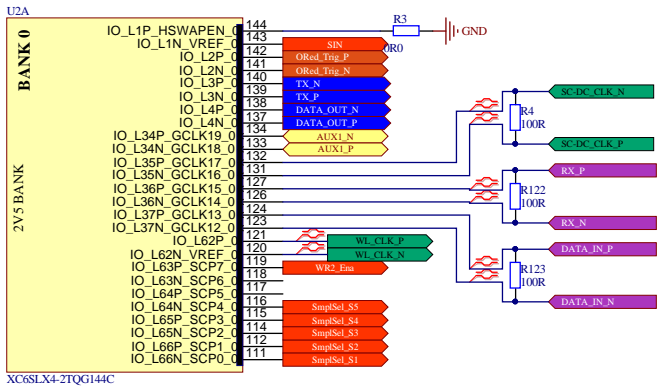 U2A
BANK 0
2V5 BANK
IO_L1P_HSWAPEN_0 144
IO_L1N_VREF_0 143 SIN
IO_L2P_0 142 ORed_Trig_P
IO_L2N_0 141 ORed_Trig_N
IO_L3P_0 140 TX_N
IO_L3N_0 139 TX_P
IO_L4P_0 138 DATA_OUT_N
IO_L4N_0 137 DATA_OUT_P
IO_L34P_GCLK19_0 134 AUX1_N
IO_L34N_GCLK18_0 133 AUX1_P
IO_L35P_GCLK17_0 132
IO_L35N_GCLK16_0 131
IO_L36P_GCLK15_0 127
IO_L36N_GCLK14_0 126
IO_L37P_GCLK13_0 124
IO_L37N_GCLK12_0 123
IO_L62P_0 121 WL_CLK_P
IO_L62N_VREF_0 120 WL_CLK_N
IO_L63P_SCP7_0 119 WR2_Ena
IO_L63N_SCP6_0 118
IO_L64P_SCP5_0 117
IO_L64N_SCP4_0 116 SmplSel_S5
IO_L65P_SCP3_0 115 SmplSel_S4
IO_L65N_SCP2_0 114 SmplSel_S3
IO_L66P_SCP1_0 112 SmplSel_S2
IO_L66N_SCP0_0 111 SmplSel_S1
XC6SLX4-2TQG144C
R3
0R0
GND
SC-DC_CLK_N
R4
100R
SC-DC_CLK_P
RX_P
R122
100R
RX_N
DATA_IN_P
R123
100R
DATA_IN_N